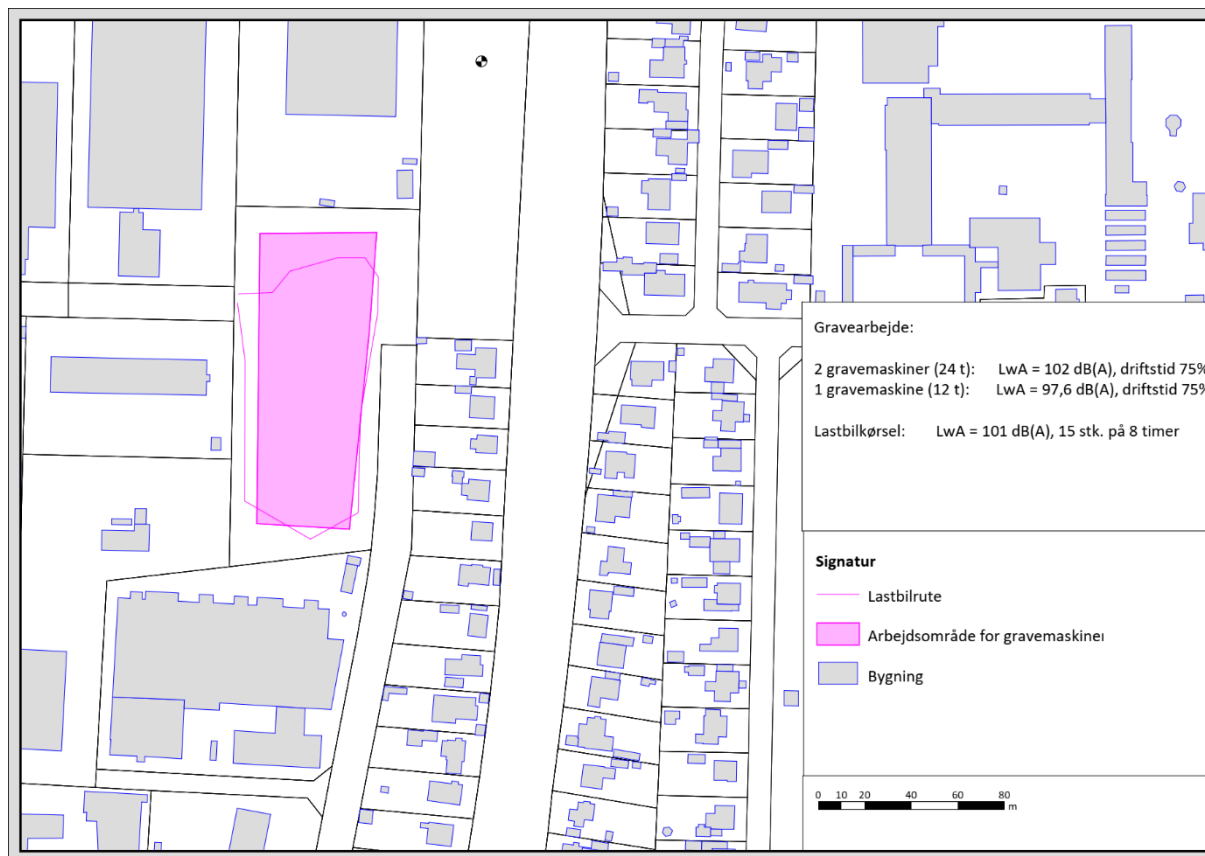 Gravearbejde:
2 gravemaskiner (24 t): LwA = 102 dB(A), driftstid 75%
1 gravemaskine (12 t): LwA = 97,6 dB(A), driftstid 75%
Lastbilkørsel: LwA = 101 dB(A), 15 stk. på 8 timer
Signatur
Lastbilrute
Arbejdsområde for gravemaskiner
Bygning
0 10 20 40 60 80
m